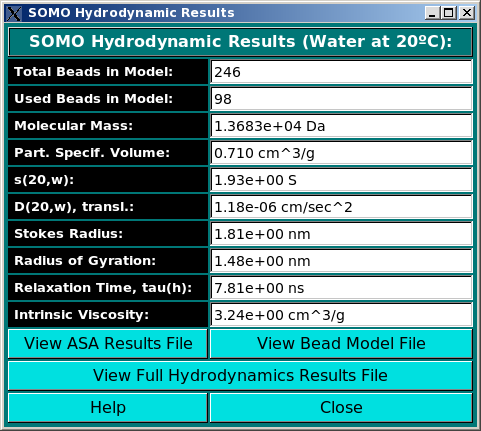 SOMO Hydrodynamic Results
SOMO Hydrodynamic Results (Water at 20ºC):
Total Beads in Model: 246
Used Beads in Model: 98
Molecular Mass: 1.3683e+04 Da
Part. Specif. Volume: 0.710 cm^3/g
s(20,w): 1.93e+00 S
D(20,w), transl.: 1.18e-06 cm/sec^2
Stokes Radius: 1.81e+00 nm
Radius of Gyration: 1.48e+00 nm
Relaxation Time, tau(h): 7.81e+00 ns
Intrinsic Viscosity: 3.24e+00 cm^3/g
View ASA Results File View Bead Model File
View Full Hydrodynamics Results File
Help Close